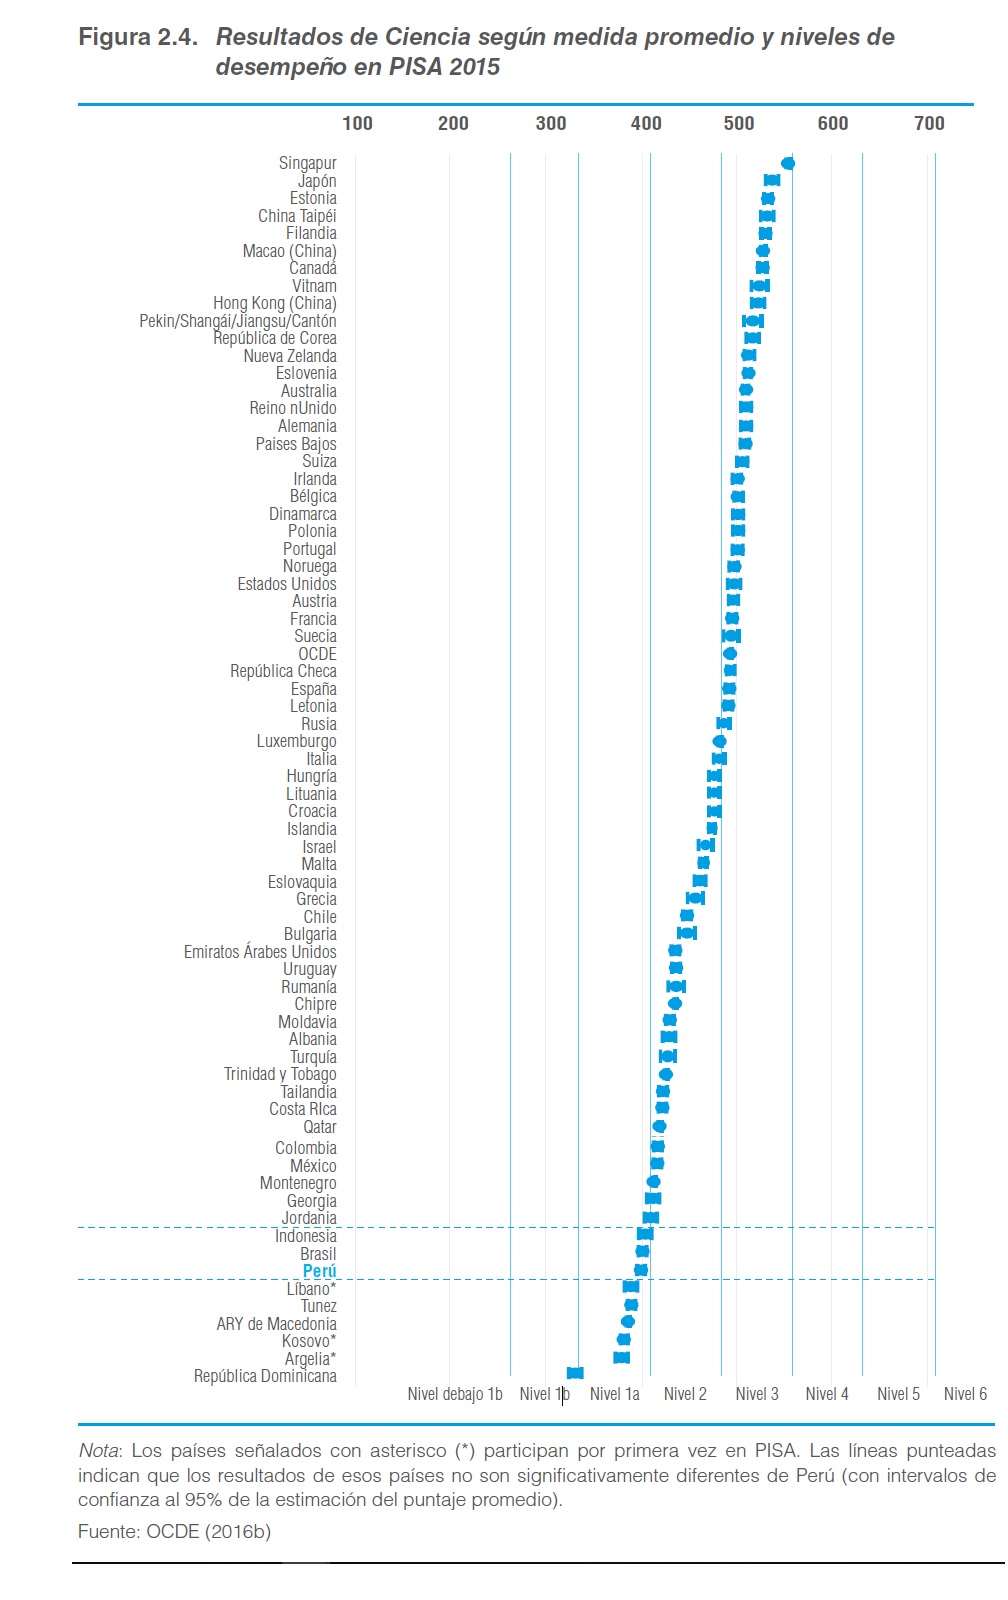 Figura 2.4. Resultados de Ciencia según medida promedio y niveles de
desempeño en PISA 2015
100 200 300 400 500 600 700
Singapur
Japón
Estonia
China Taipéi
Filandia
Macao (China)
Canadá
Vitnam
Hong Kong (China)
Pekin/Shangái/Jiangsu/Cantón
República de Corea
Nueva Zelanda
Eslovenia
Australia
Reino nUnido
Alemania
Paises Bajos
Suiza
Irlanda
Bélgica
Dinamarca
Polonia
Portugal
Noruega
Estados Unidos
Austria
Francia
Suecia
OCDE
República Checa
España
Letonia
Rusia
Luxemburgo
Italia
Hungría
Lituania
Croacia
Islandia
Israel
Malta
Eslovaquia
Grecia
Chile
Bulgaria
Emiratos Árabes Unidos
Uruguay
Rumanía
Chipre
Moldavia
Albania
Turquía
Trinidad y Tobago
Tailandia
Costa RIca
Qatar
Colombia
México
Montenegro
Georgia
Jordania
Indonesia
Brasil
Perú
Líbano*
Tunez
ARY de Macedonia
Kosovo*
Argelia*
República Dominicana
Nivel debajo 1b Nivel 1b Nivel 1a Nivel 2 Nivel 3 Nivel 4 Nivel 5 Nivel 6
Nota: Los países señalados con asterisco (*) participan por primera vez en PISA. Las líneas punteadas
indican que los resultados de esos países no son significativamente diferentes de Perú (con intervalos de
confianza al 95% de la estimación del puntaje promedio).
Fuente: OCDE (2016b)